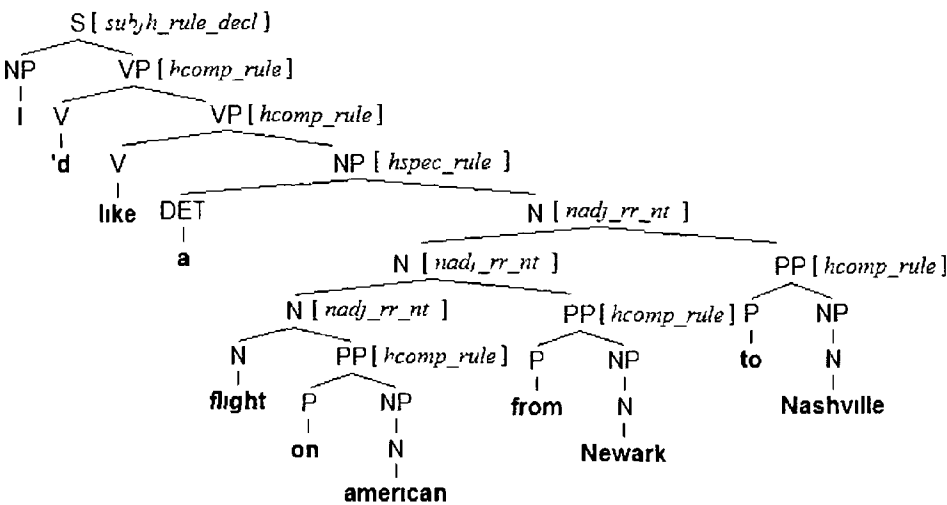 S [ subjh_rule_decl ]
NP VP [ hcomp_rule ]
I V VP [ hcomp_rule ]
'd V NP [ hspec_rule ]
like DET N [ nadj_rr_nt ]
a N [ nadj_rr_nt ] PP [ hcomp_rule ]
N [ nadj_rr_nt ] PP [ hcomp_rule ] P NP
N PP [ hcomp_rule ] P NP to N
flight P NP from N Nashville
on N Newark
american